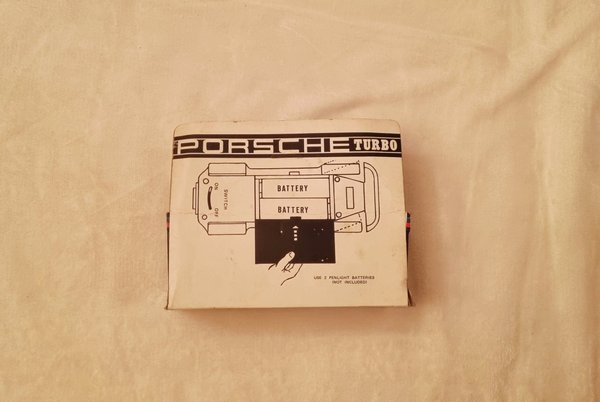 PORSCHE TURBO
BATTERY
BATTERY
ON
OFF
SWITCH
USE 2 PENLIGHT BATTERIES
(NOT INCLUDED)